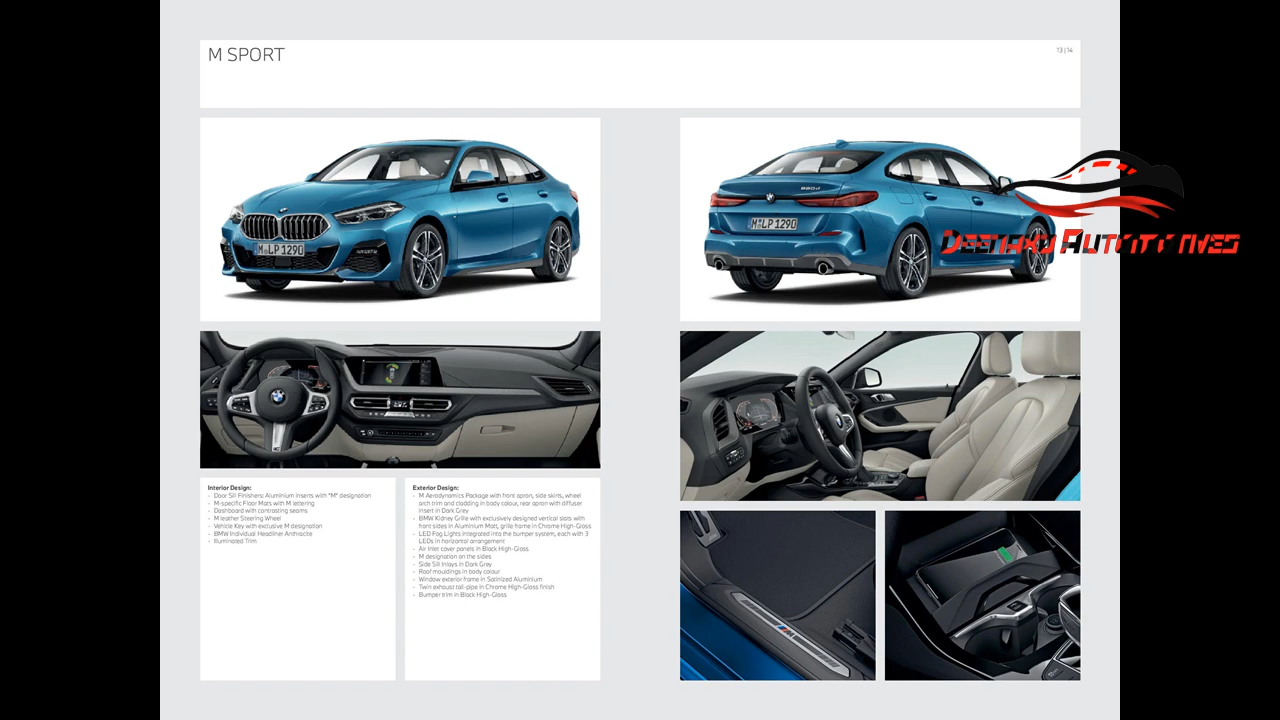 M SPORT
13 | 14
M LP 1290
220d
M LP 1290
Interior Design:
- Door Sill Finishers: Aluminium inserts with "M" designation
- M-specific Floor Mats with M lettering
- Dashboard with contrasting seams
- M leather Steering Wheel
- Vehicle Key with exclusive M designation
- BMW Individual Headliner Anthracite
- Illuminated Trim
Exterior Design:
- M Aerodynamics Package with front apron, side skirts, wheel
arch trim and cladding in body colour, rear apron with diffuser
insert in Dark Grey
- BMW Kidney Grille with exclusively designed vertical slats with
front sides in Aluminium Matt, grille frame in Chrome High-Gloss
- LED Fog Lights integrated into the bumper system, each with 3
LEDs in horizontal arrangement
- Air Inlet cover panels in Black High-Gloss
- M designation on the sides
- Side Sill Inlays in Dark Grey
- Roof mouldings in body colour
- Window exterior frame in Satinized Aluminium
- Twin exhaust tail-pipe in Chrome High-Gloss finish
- Bumper trim in Black High-Gloss